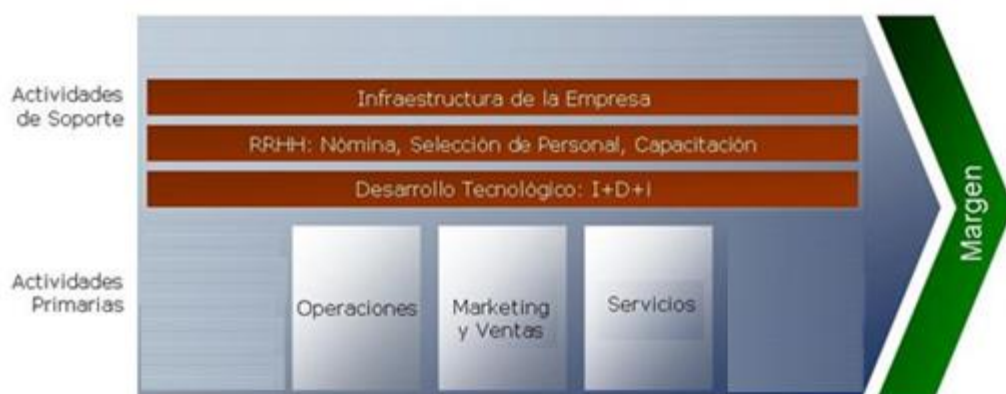 Actividades
de Soporte
Infraestructura de la Empresa
RRHH: Nómina, Selección de Personal, Capacitación
Desarrollo Tecnológico: I+D+i
Actividades
Primarias
Operaciones
Marketing
y Ventas
Servicios
Margen